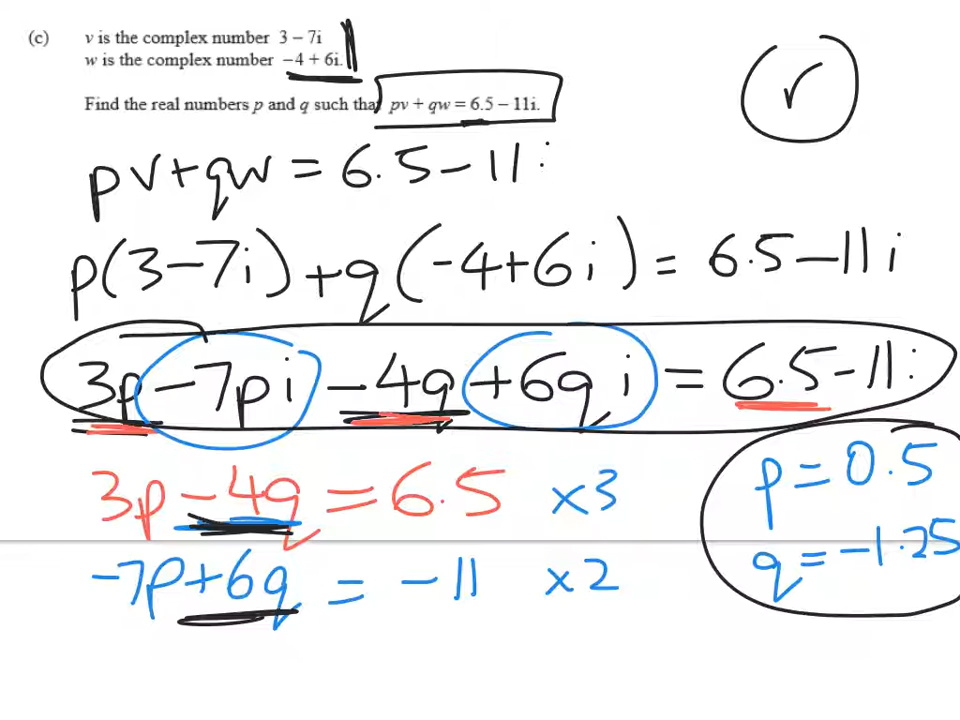 (c) v is the complex number 3 – 7i
w is the complex number –4 + 6i.
Find the real numbers p and q such that pv + qw = 6.5 – 11i.
r
pv+qw = 6.5-11i
p(3-7i)+q(-4+6i) = 6.5-11i
3p-7pi-4q+6qi = 6.5-11i
3p-4q=6.5 x3
-7p+6q = -11 x2
p=0.5
q=-1.25